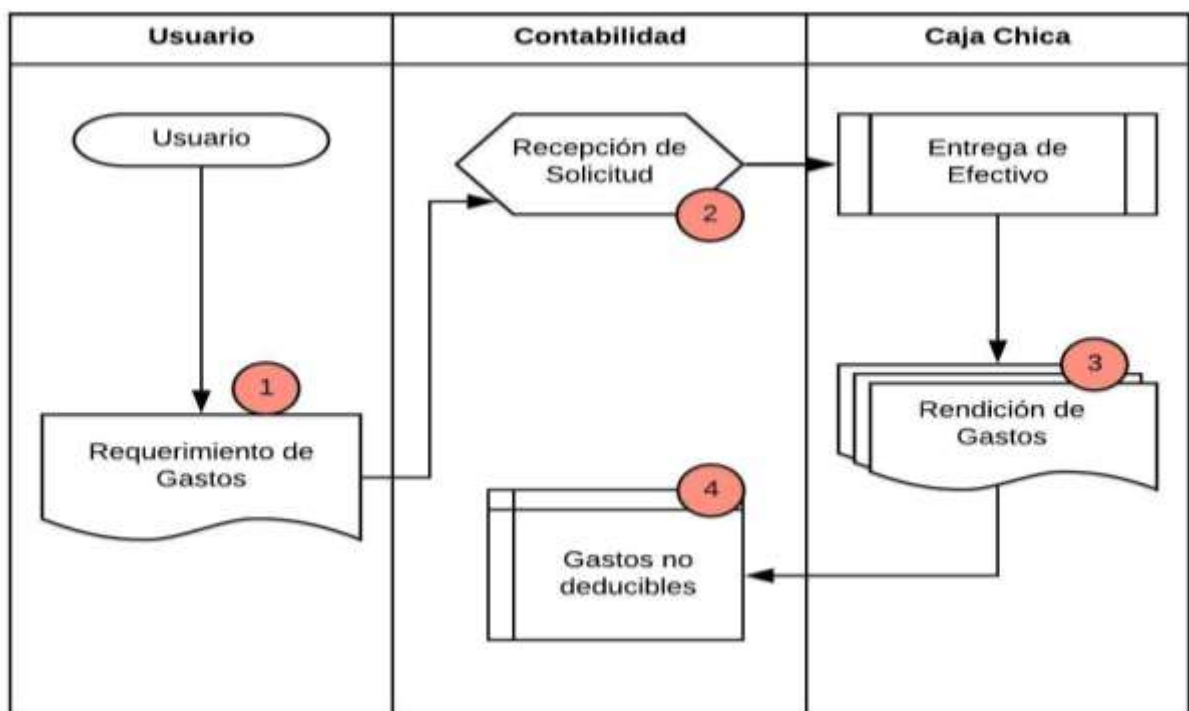 Usuario
Contabilidad
Caja Chica
Usuario
Recepción de
Solicitud
2
Entrega de
Efectivo
1
Requerimiento de
Gastos
3
Rendición de
Gastos
4
Gastos no
deducibles